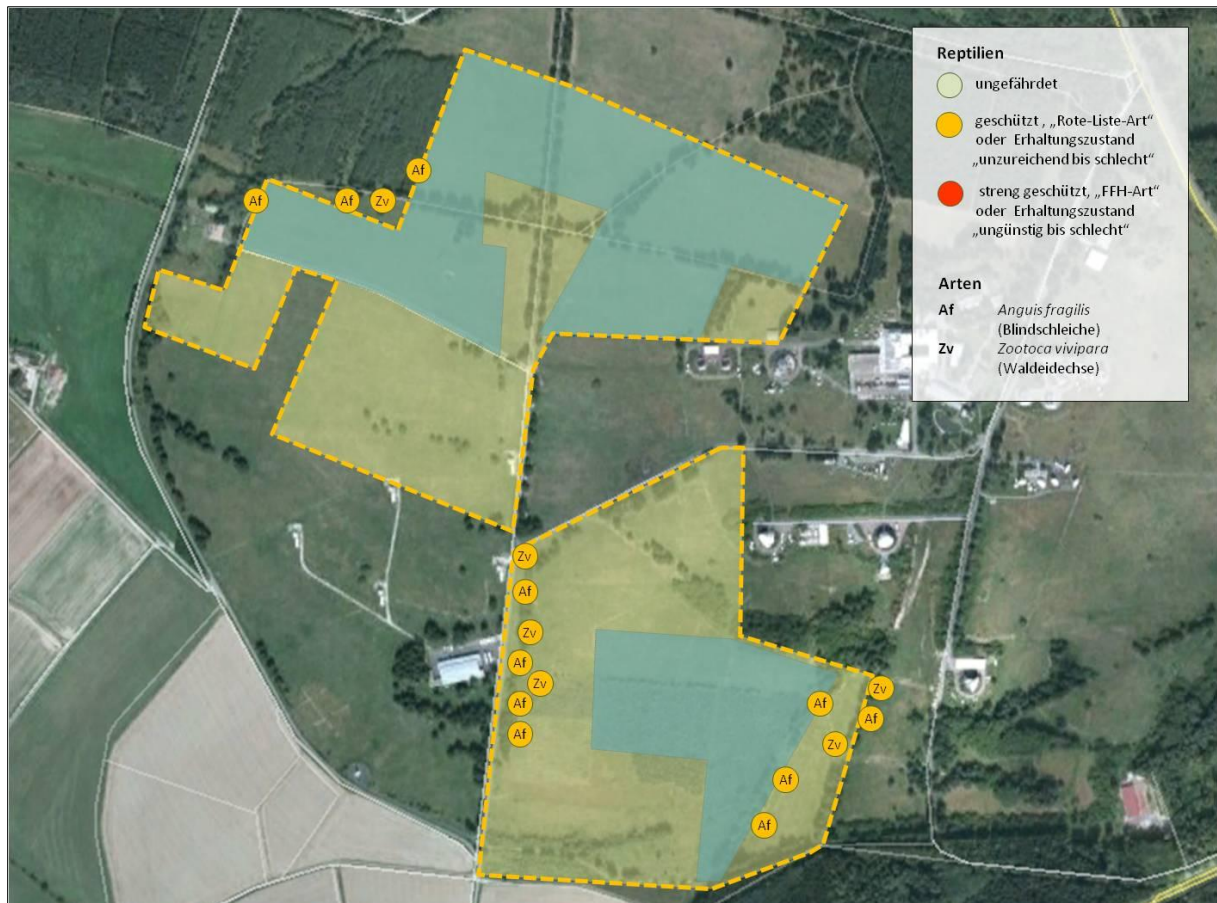 Reptilien
ungefährdet
geschützt , „Rote-Liste-Art“
oder Erhaltungszustand
„unzureichend bis schlecht“
streng geschützt, „FFH-Art“
oder Erhaltungszustand
„ungünstig bis schlecht“
Arten
Af Anguis fragilis
(Blindschleiche)
Zv Zootoca vivipara
(Waldeidechse)
Af
Af Af Zv
Zv
Af
Zv
Af
Zv
Af
Af
Zv
Af
Af
Zv
Af
Af